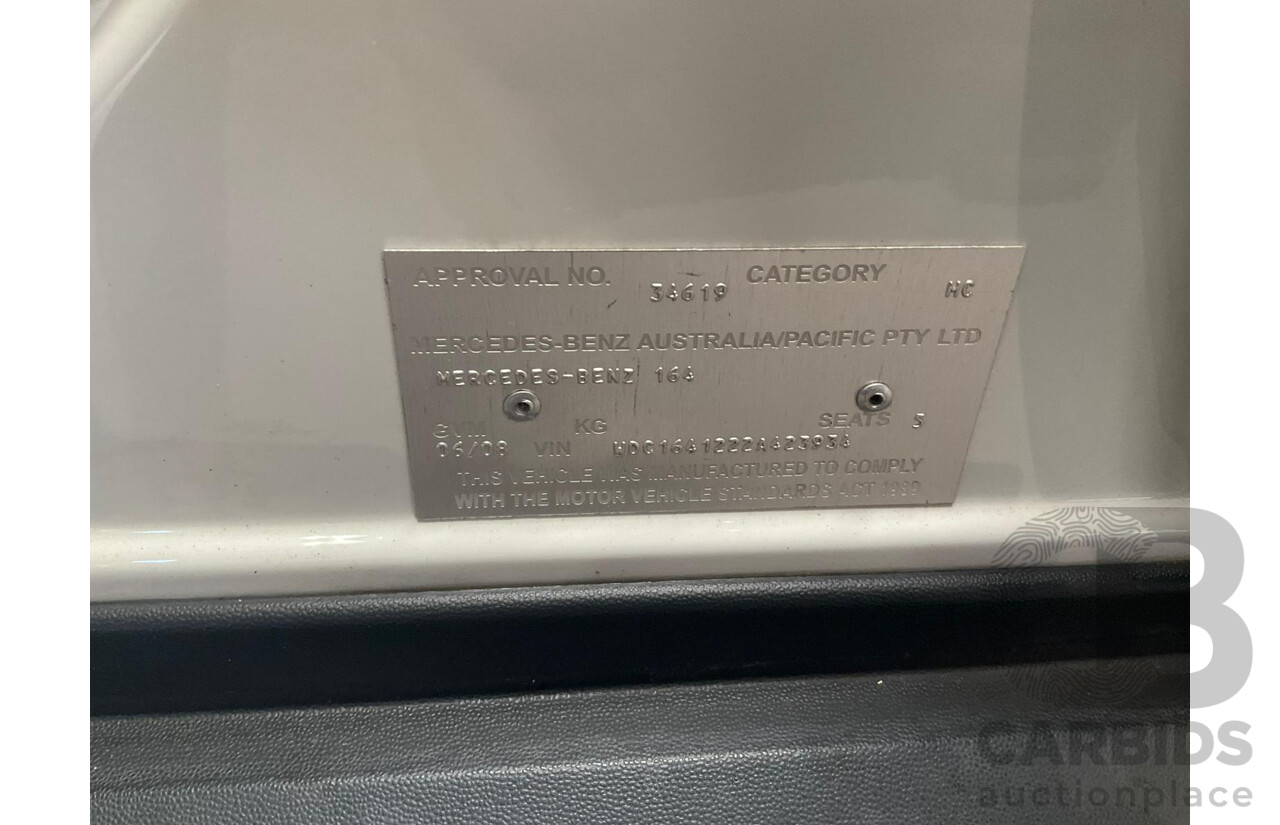 APPROVAL NO. 34619 CATEGORY MC
MERCEDES-BENZ AUSTRALIA/PACIFIC PTY LTD
MERCEDES-BENZ 164
GVM KG SEATS 5
06/08 VIN WDC1641222A423934
THIS VEHICLE WAS MANUFACTURED TO COMPLY
WITH THE MOTOR VEHICLE STANDARDS ACT 1989
CARBIDS
auctionplace